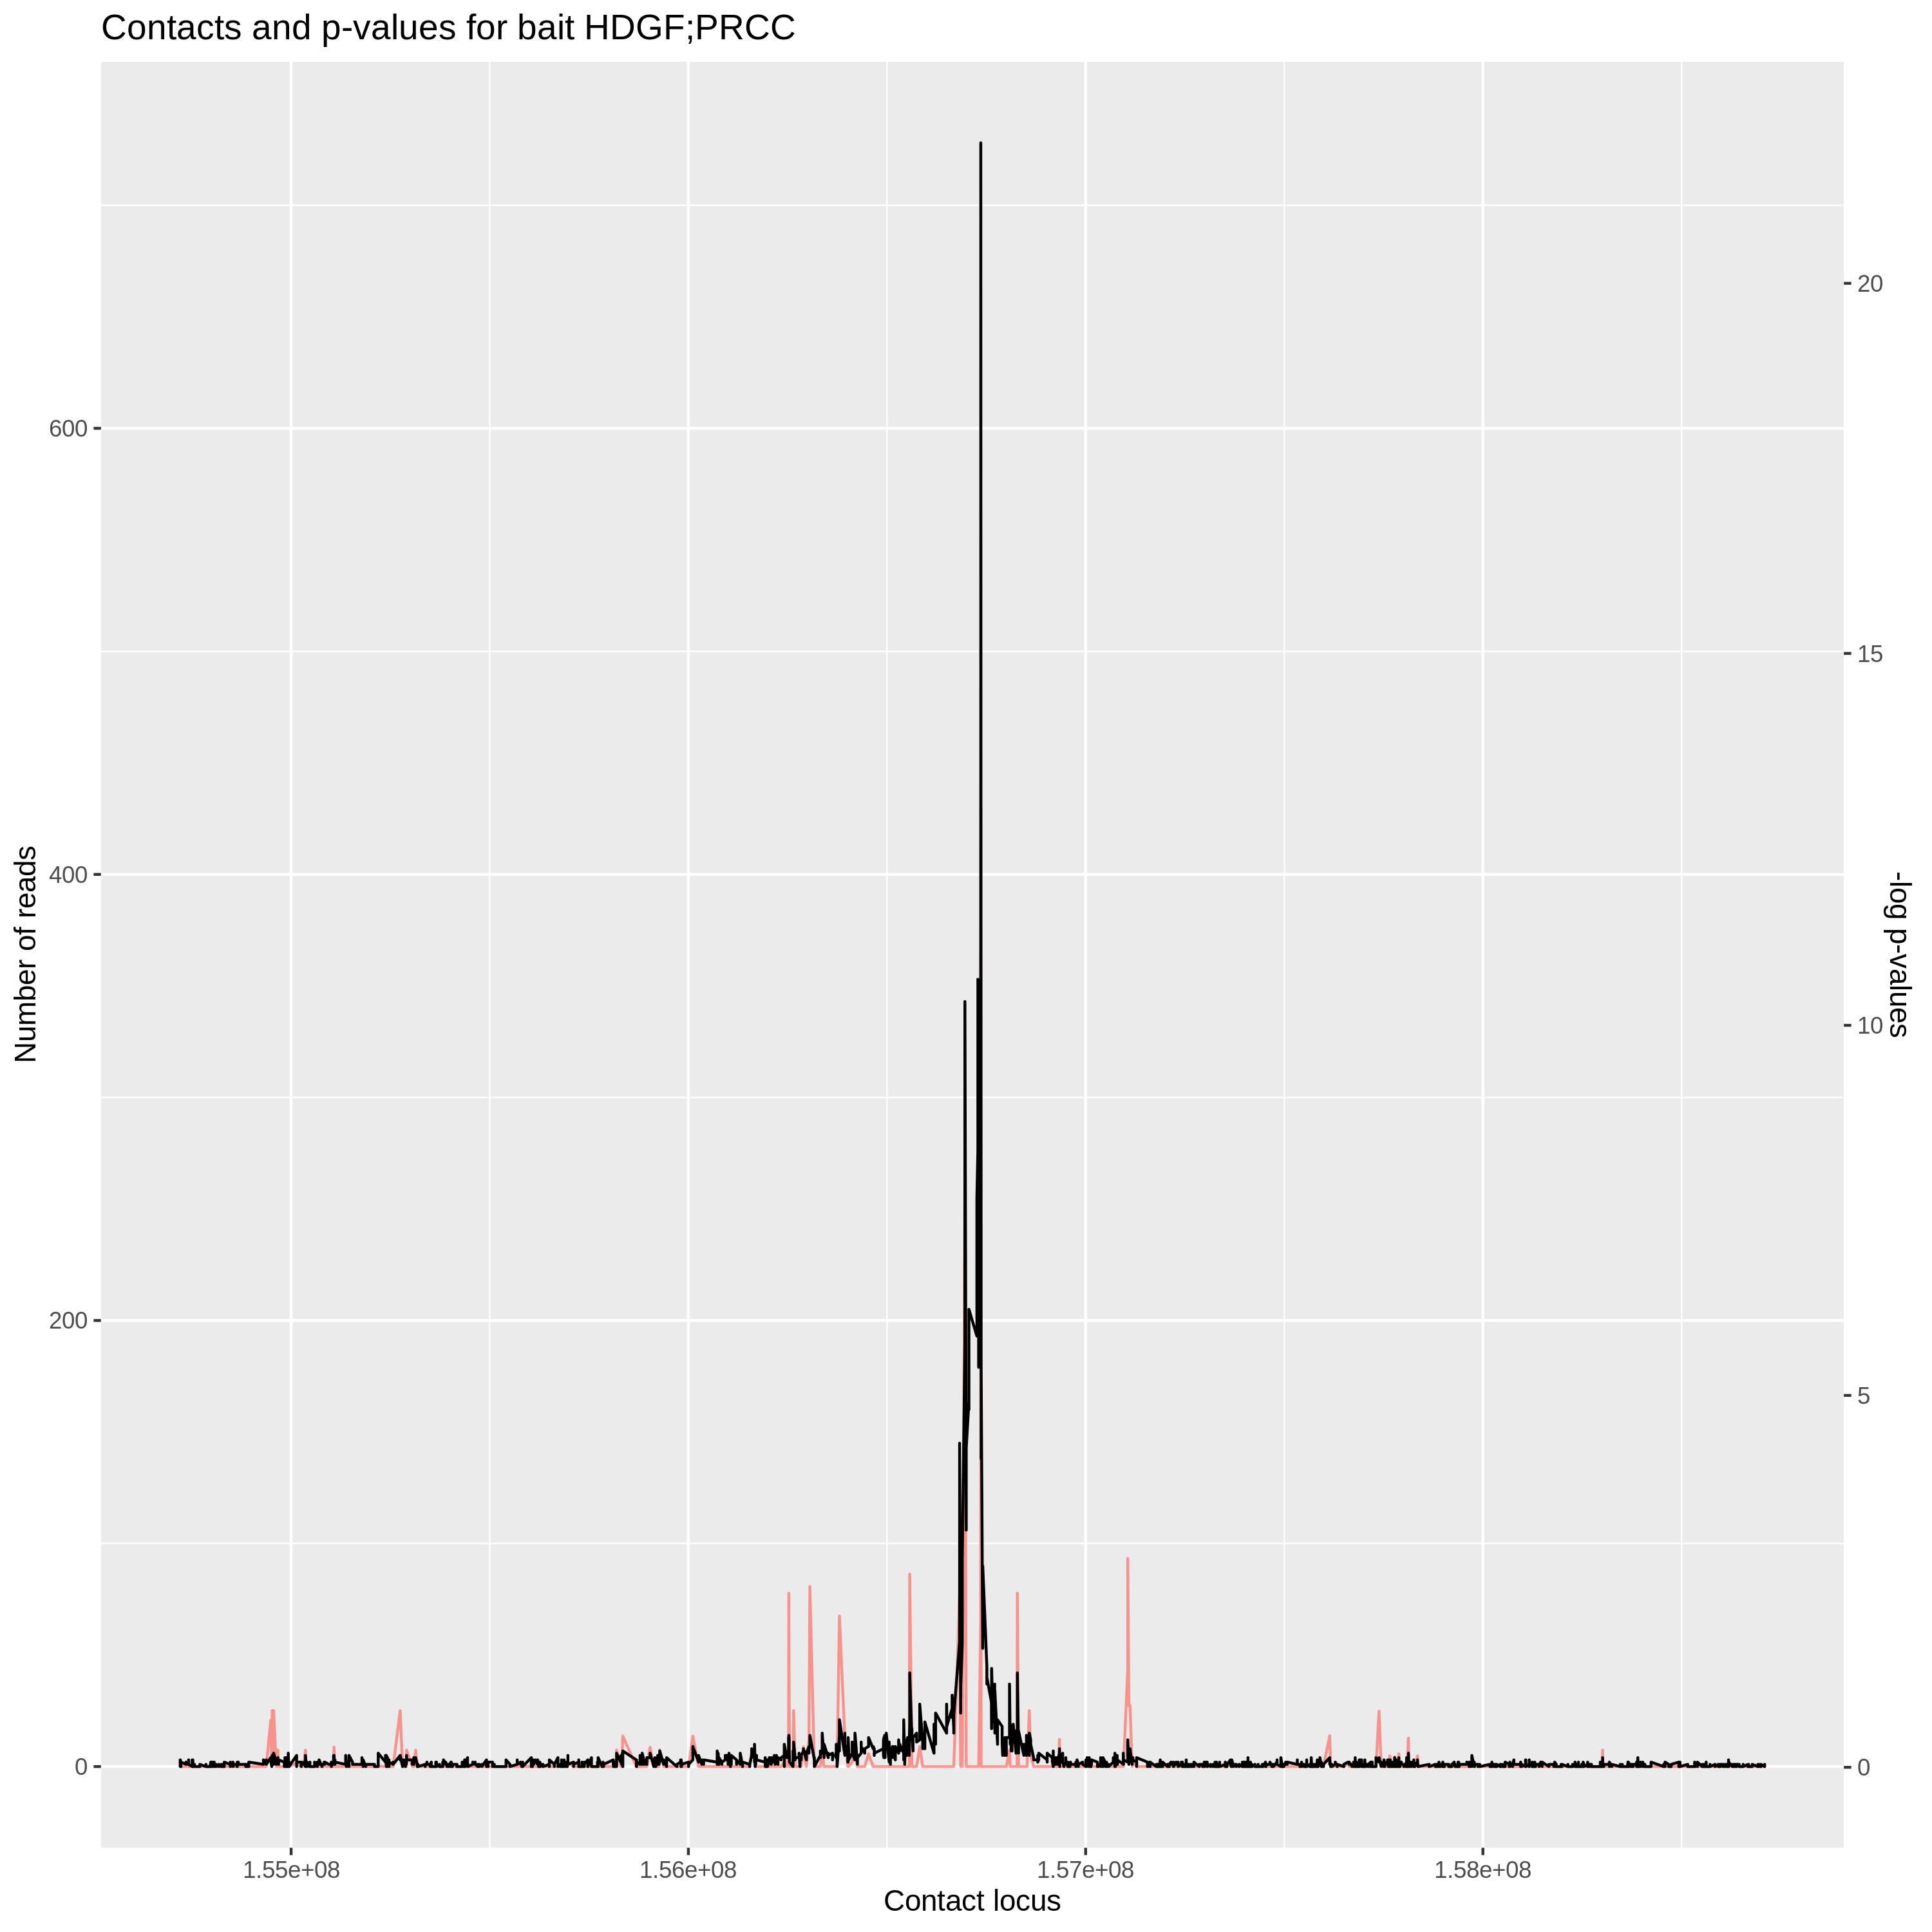 Contacts and p-values for bait HDGF;PRCC
Number of reads
600
400
200
0
20
15
10
5
0
-log p-values
1.55e+08 1.56e+08 1.57e+08 1.58e+08
Contact locus